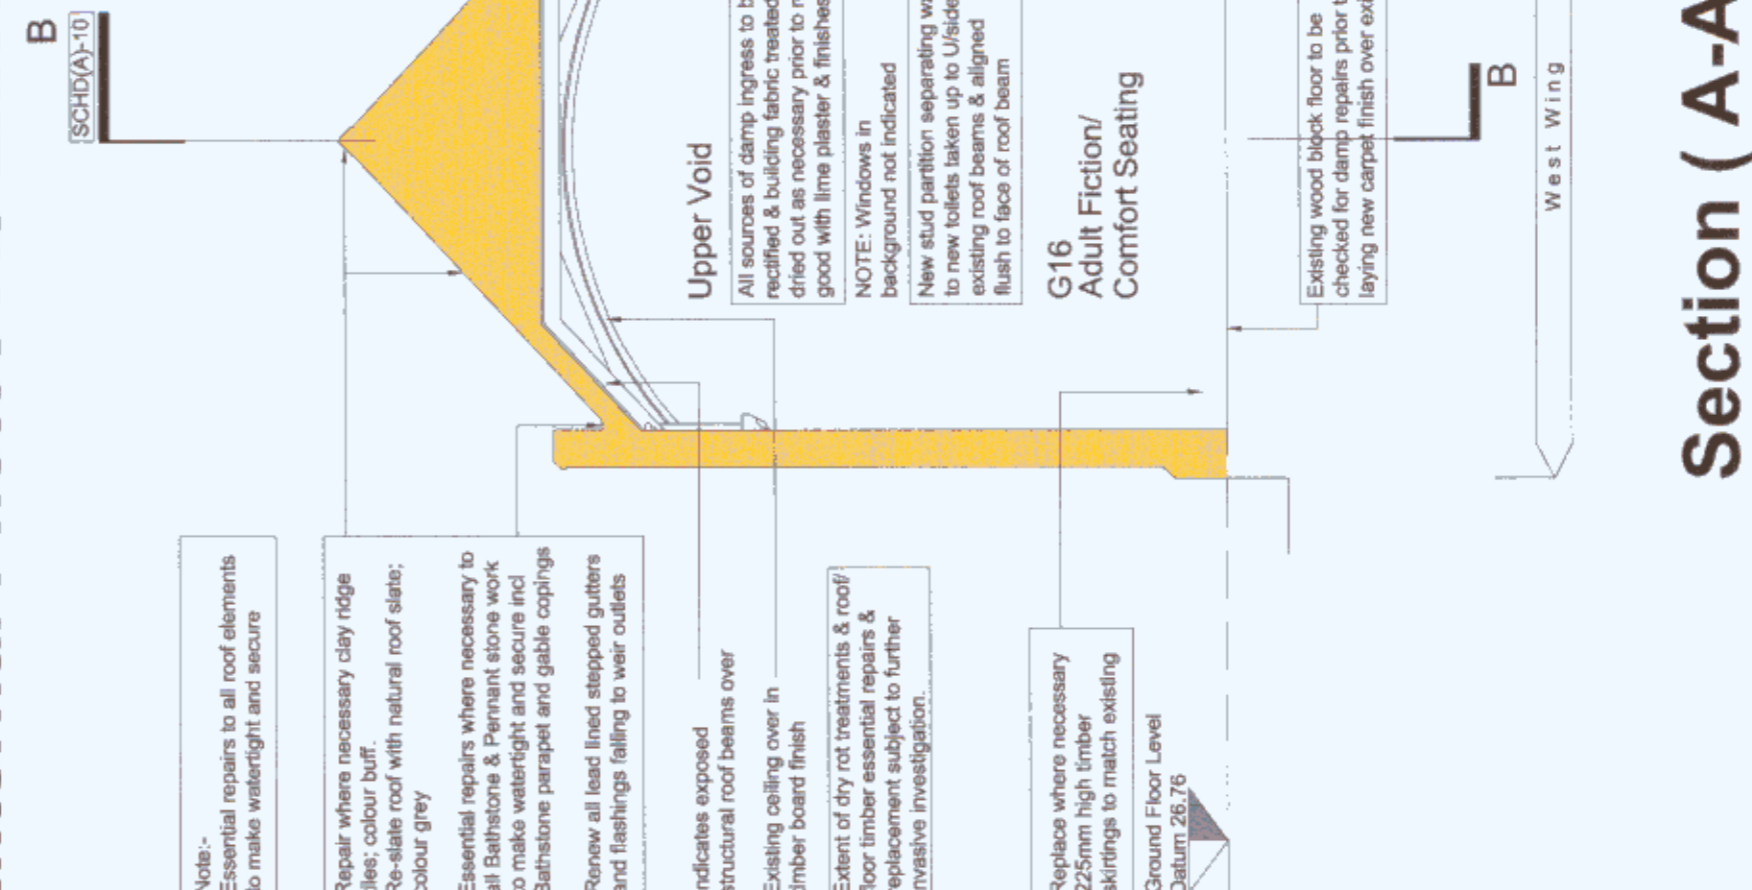 B
SCHD(A)-10
Note:-
Essential repairs to all roof elements
to make watertight and secure
Repair where necessary clay ridge
tiles; colour buff.
Re-slate roof with natural roof slate;
colour grey
Essential repairs where necessary to
all Bathstone & Pennant stone work
to make watertight and secure incl
Bathstone parapet and gable copings
Renew all lead lined stepped gutters
and flashings falling to weir outlets
ndicates exposed
structural roof beams over
Existing ceiling over in
timber board finish
Extent of dry rot treatments & roof/
floor timber essential repairs &
replacement subject to further
invasive investigation.
Replace where necessary
225mm high timber
skirtings to match existing
Ground Floor Level
Datum 26.76
Upper Void
All sources of damp ingress to b
rectified & building fabric treated
dried out as necessary prior to
good with lime plaster & finishes
NOTE: Windows in
background not indicated
New stud partition separating w
to new toilets taken up to U/side
existing roof beams & aligned
flush to face of roof beam
G16
Adult Fiction/
Comfort Seating
Existing wood block floor to be
checked for damp repairs prior t
laying new carpet finish over exi
B
West Wing
Section ( A-A